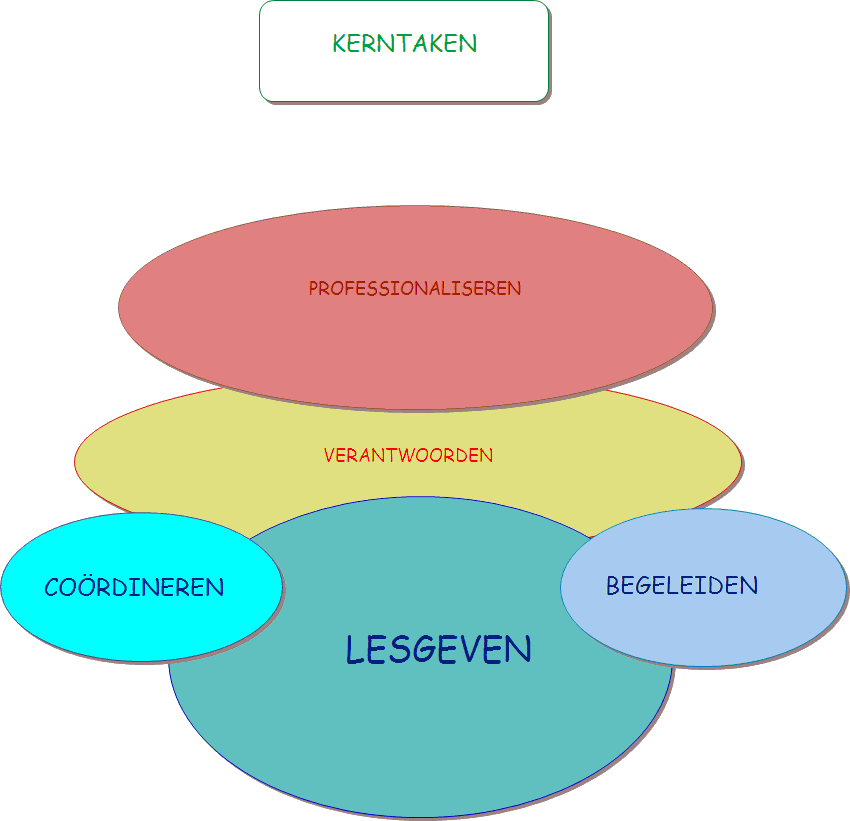 KERNTAKEN
PROFESSIONALISEREN
VERANTWOORDEN
COÖRDINEREN
BEGELEIDEN
LESGEVEN